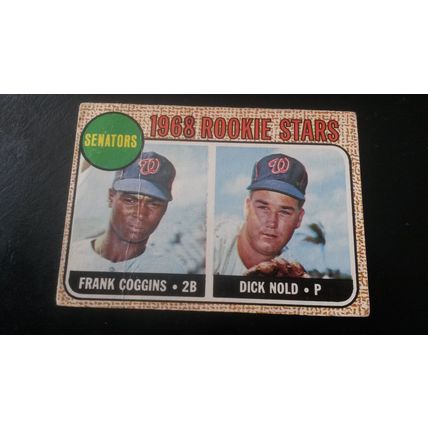 SENATORS
1968 ROOKIE STARS
W
W
FRANK COGGINS • 2B
DICK NOLD • P